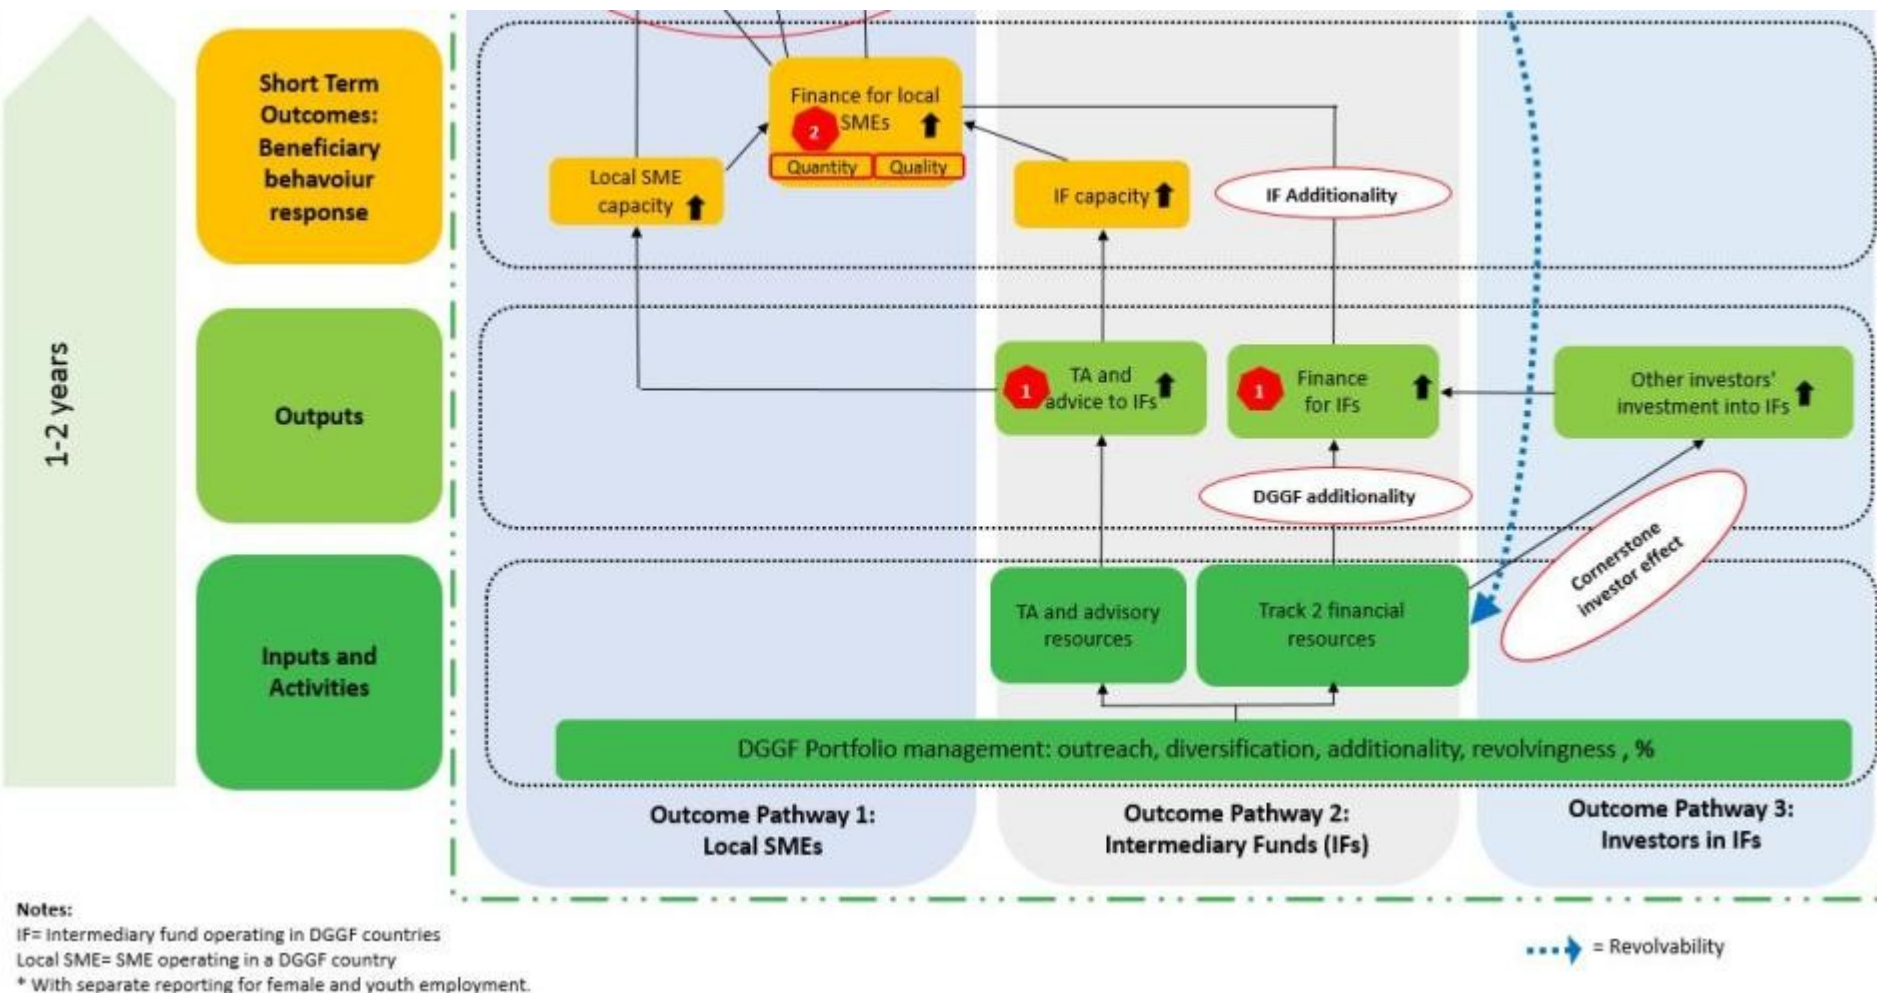 Short Term
Outcomes:
Beneficiary
behavoiur
response
Finance for local
SMEs
2
Quantity
Quality
Local SME
capacity
IF capacity
IF Additionality
1-2 years
Outputs
1
TA and
advice to IFs
1
Finance
for IFs
Other investors'
investment into IFs
DGGF additionality
Cornerstone
investor effect
Inputs and
Activities
TA and advisory
resources
Track 2 financial
resources
DGGF Portfolio management: outreach, diversification, additionality, revolvingness , %
Outcome Pathway 1:
Local SMEs
Outcome Pathway 2:
Intermediary Funds (IFs)
Outcome Pathway 3:
Investors in IFs
Notes:
IF= Intermediary fund operating in DGGF countries
Local SME= SME operating in a DGGF country
* With separate reporting for female and youth employment.
= Revolvability